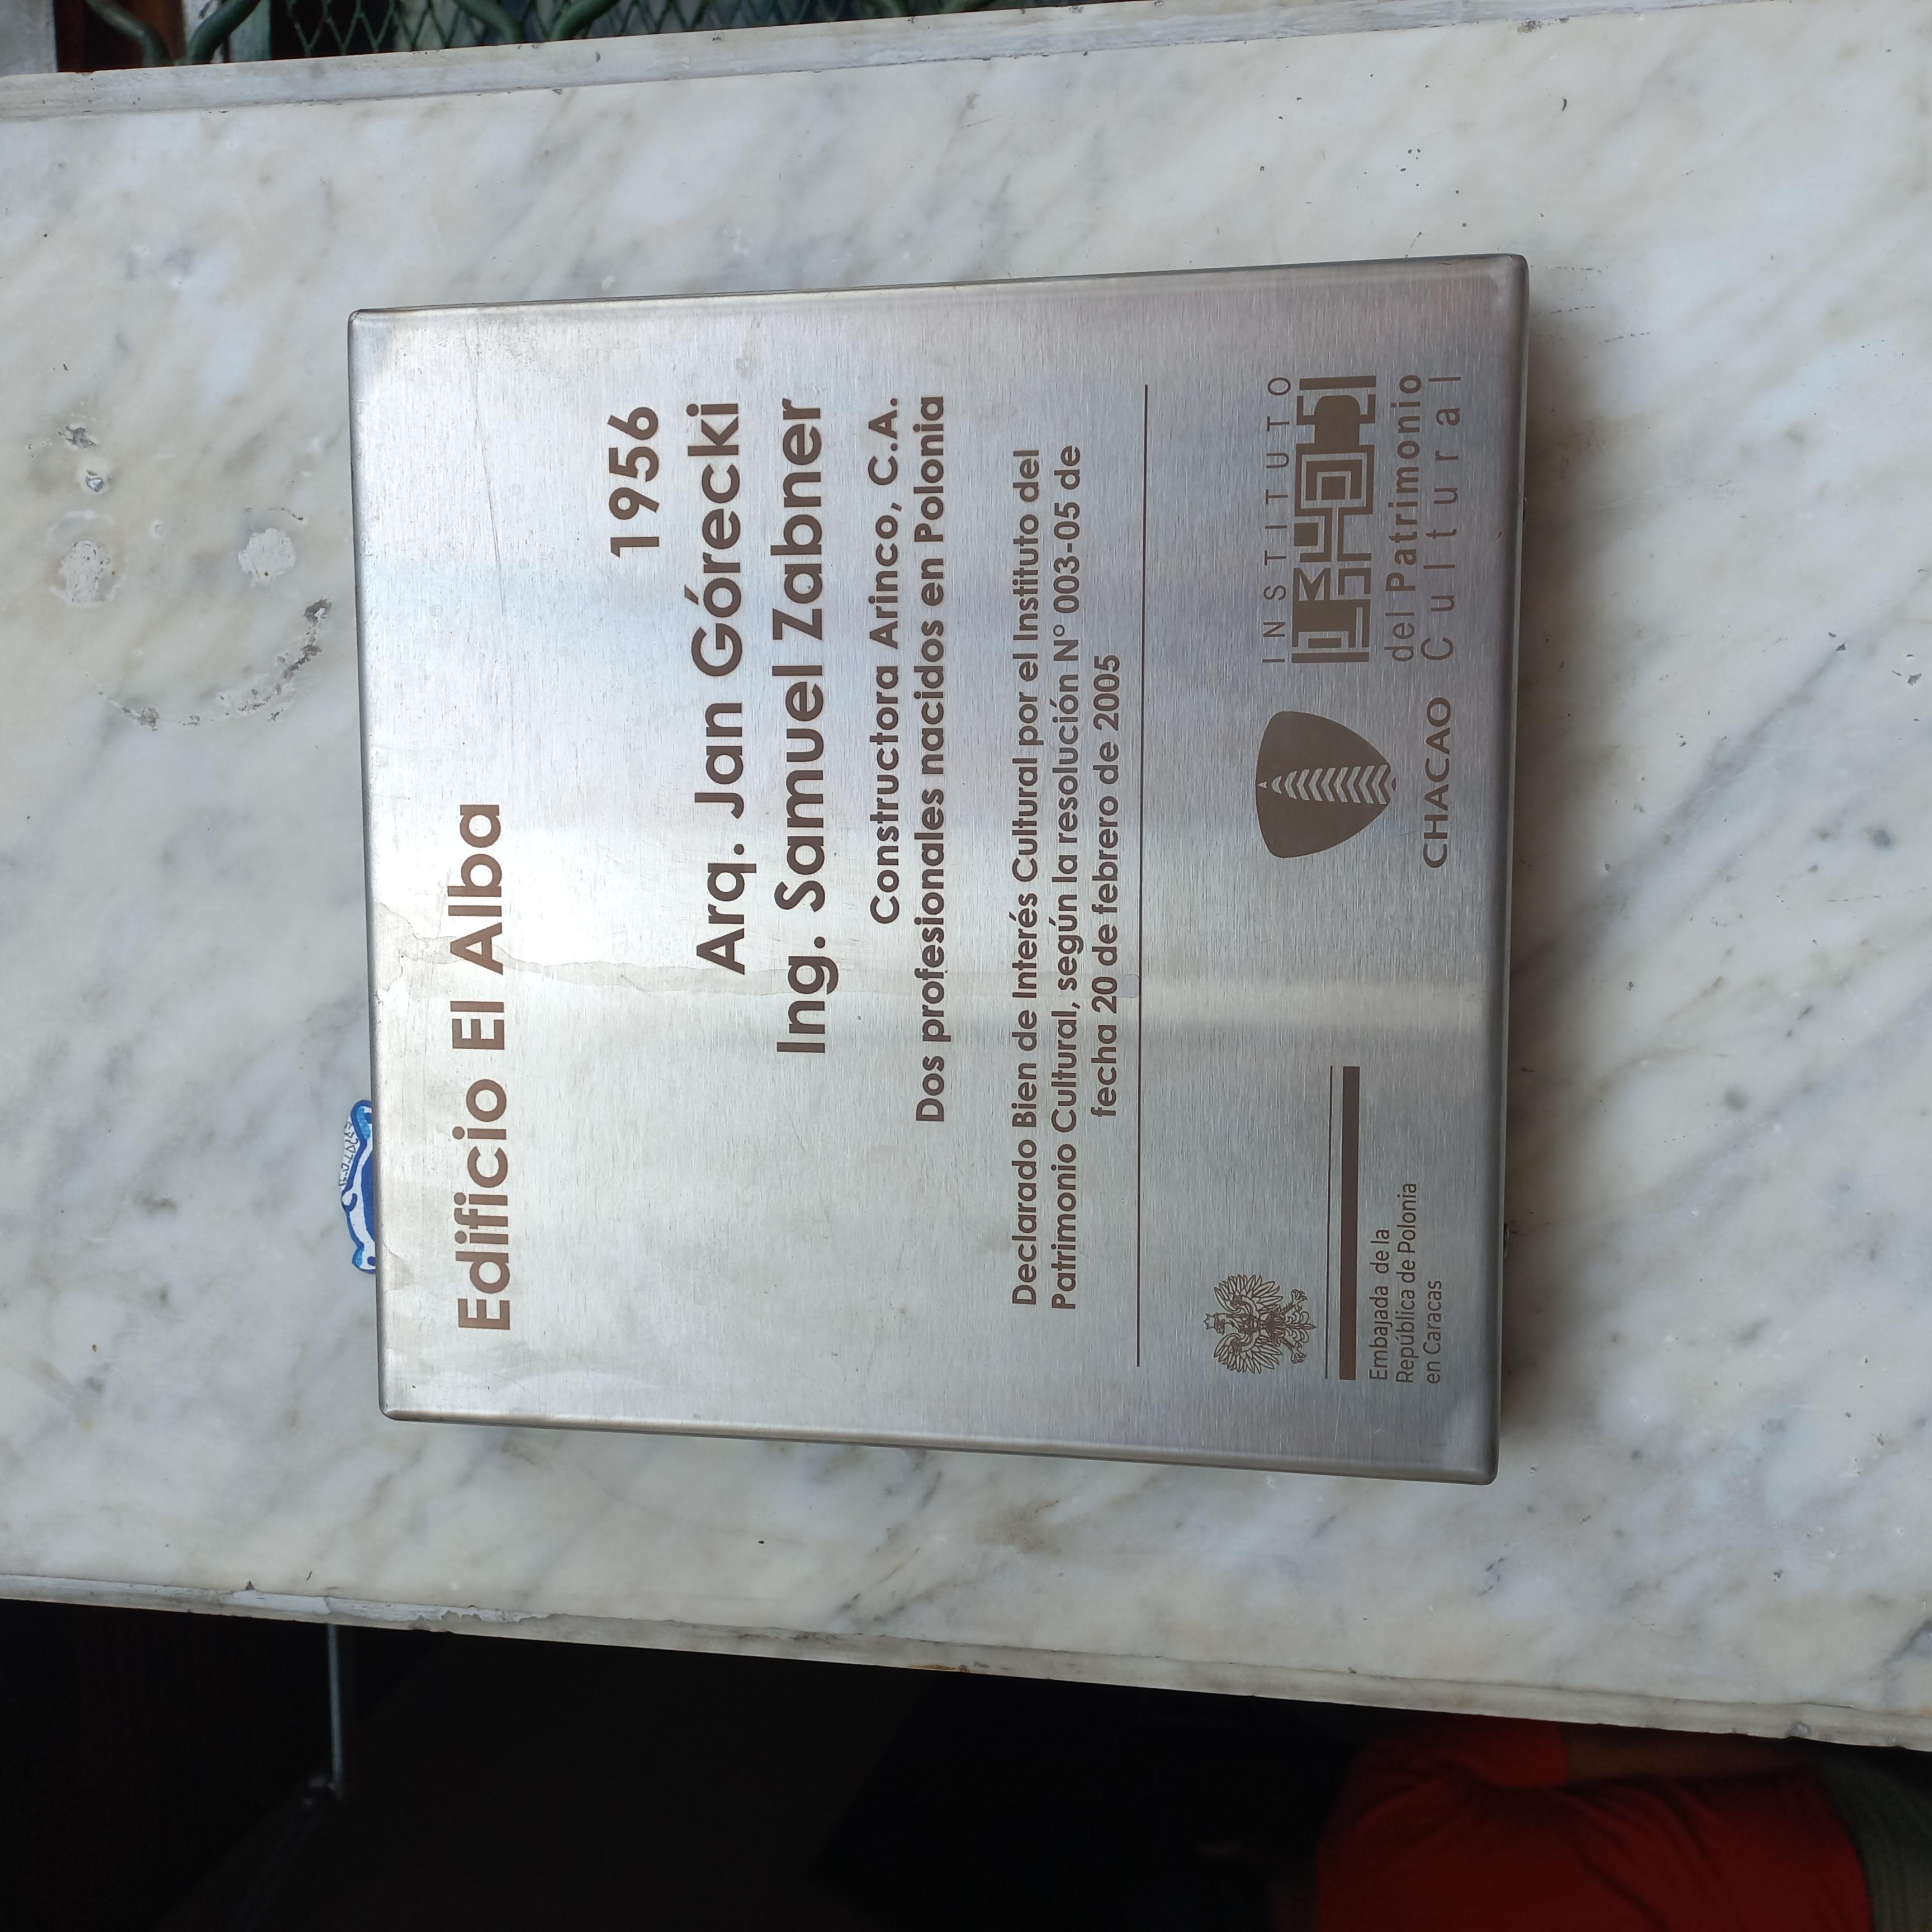 Edificio El Alba
1956
Arq. Jan Górecki
Ing. Samuel Zabner
Constructora Arinco, C.A.
Dos profesionales nacidos en Polonia
Declarado Bien de Interés Cultural por el Instituto del
Patrimonio Cultural, según la resolución N° 003-05 de
fecha 20 de febrero de 2005
Embajada de la
República de Polonia
en Caracas
CHACAO
INSTITUTO
del Patrimonio
Cultural